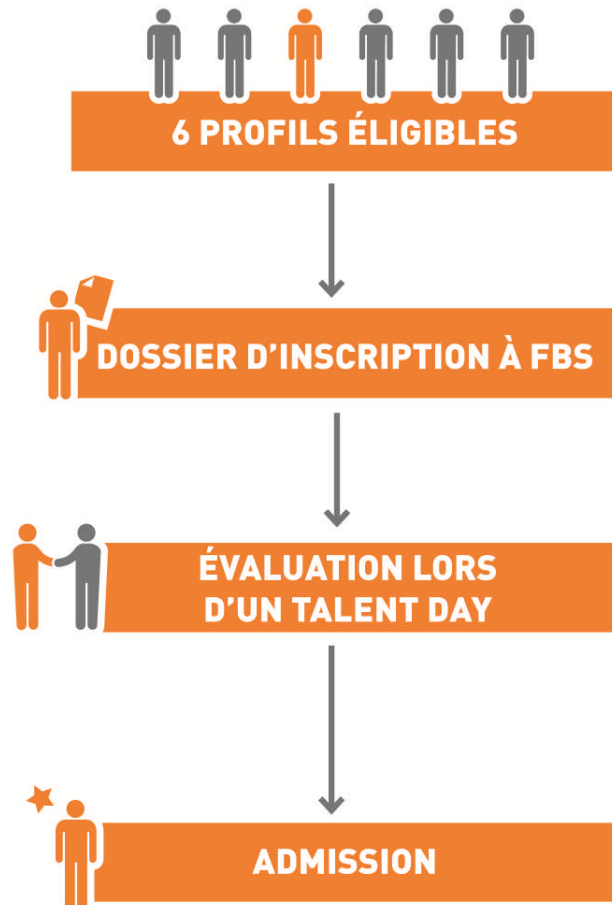 6 PROFILS ÉLIGIBLES
DOSSIER D'INSCRIPTION À FBS
ÉVALUATION LORS
D'UN TALENT DAY
ADMISSION